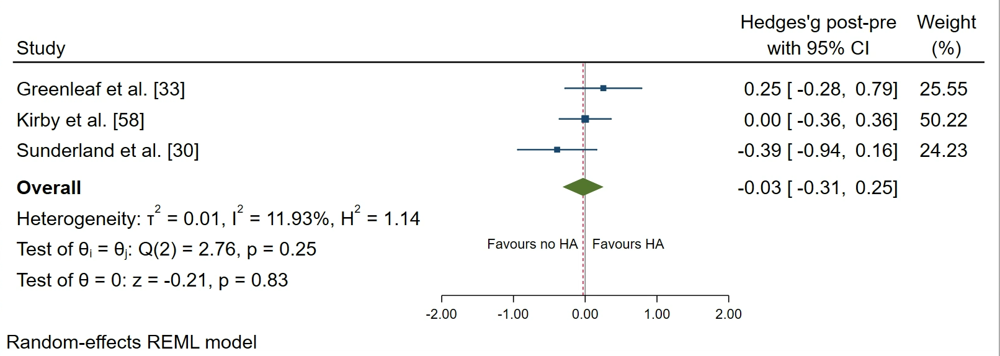 Hedges'g post-pre Weight
Study with 95% CI (%)
Greenleaf et al. [33] 0.25 [ -0.28, 0.79] 25.55
Kirby et al. [58] 0.00 [ -0.36, 0.36] 50.22
Sunderland et al. [30] -0.39 [ -0.94, 0.16] 24.23
Overall -0.03 [ -0.31, 0.25]
Heterogeneity: τ² = 0.01, I² = 11.93%, H² = 1.14
Test of θᵢ = θⱼ: Q(2) = 2.76, p = 0.25
Favours no HA Favours HA
Test of θ = 0: z = -0.21, p = 0.83
-2.00 -1.00 0.00 1.00 2.00
Random-effects REML model